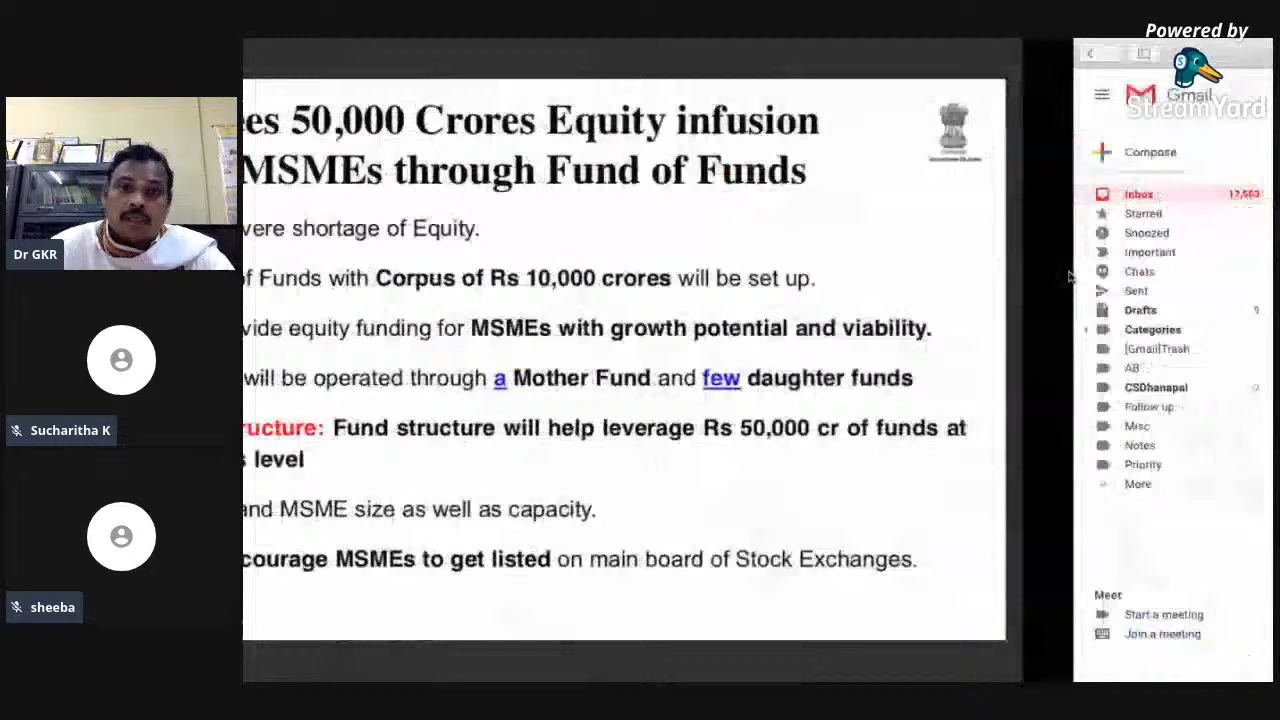 Powered by
StreamYard
ees 50,000 Crores Equity infusion
MSMEs through Fund of Funds
vere shortage of Equity.
of Funds with Corpus of Rs 10,000 crores will be set up.
vide equity funding for MSMEs with growth potential and viability.
will be operated through a Mother Fund and few daughter funds
ructure: Fund structure will help leverage Rs 50,000 cr of funds at
s level
and MSME size as well as capacity.
courage MSMEs to get listed on main board of Stock Exchanges.
Dr GKR
Sucharitha K
sheeba
Gmail
Compose
Inbox
Starred
Snoozed
Important
Chats
Sent
Drafts
Categories
[Gmail]Trash
AB
CSDhanapal
Follow up
Misc
Notes
Priority
More
Meet
Start a meeting
Join a meeting